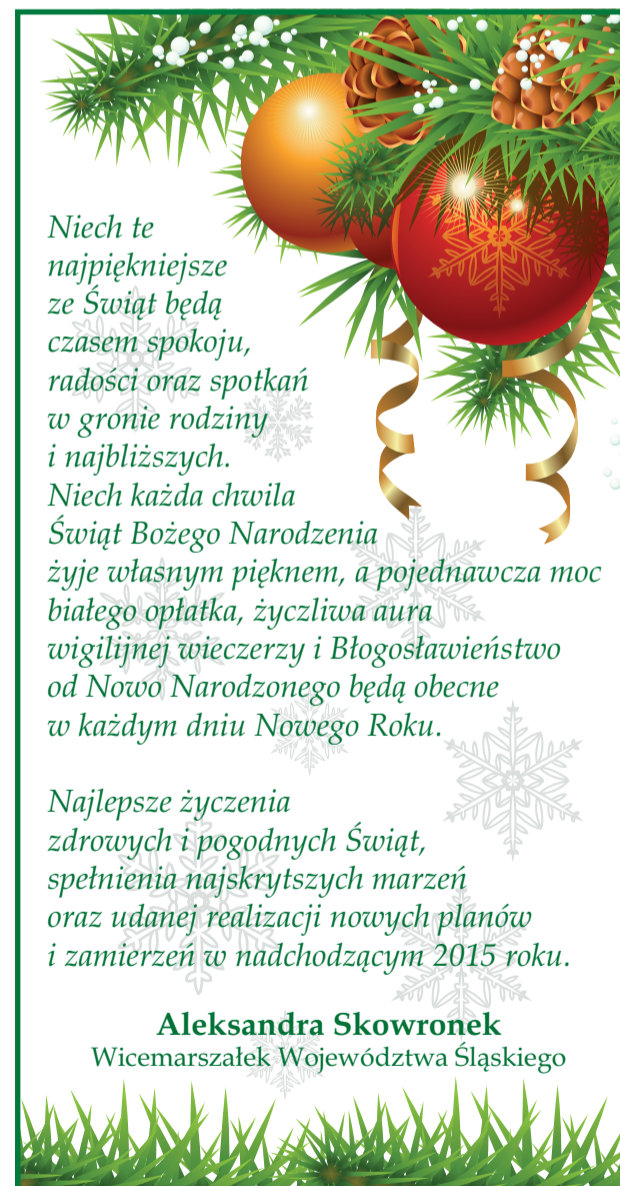 Niech te
najpiękniejsze
ze Świąt będą
czasem spokoju,
radości oraz spotkań
w gronie rodziny
i najbliższych.
Niech każda chwila
Świąt Bożego Narodzenia
żyje własnym pięknem, a pojednawcza moc
białego opłatka, życzliwa aura
wigilijnej wieczerzy i Błogosławieństwo
od Nowo Narodzonego będą obecne
w każdym dniu Nowego Roku.
Najlepsze życzenia
zdrowych i pogodnych Świąt,
spełnienia najskrytszych marzeń
oraz udanej realizacji nowych planów
i zamierzeń w nadchodzącym 2015 roku.
Aleksandra Skowronek
Wicemarszałek Województwa Śląskiego